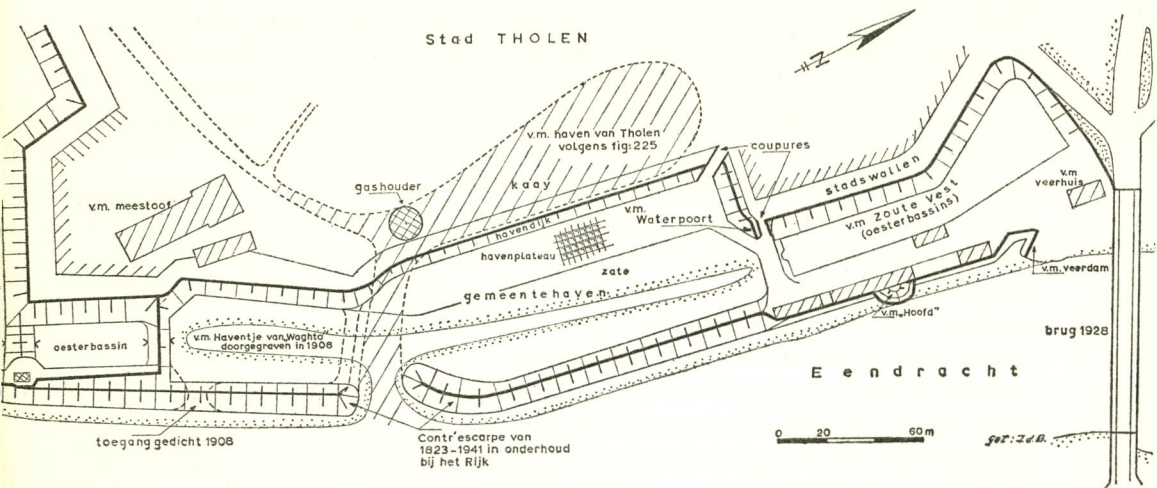 Stad THOLEN
N
v.m. haven van Tholen
volgens fig: 225
coupures
kaay
gashouder
v.m. meestoof
stadswallen
v.m
veerhuis
v.m.
Waterpoort
v.m Zoute Vest
(oesterbassins)
havendijk
havenplateau
zate
gemeentehaven
v.m. veerdam
v.m. Haventje van Waghto
doorgegraven in 1908
oesterbassin
v.m. „Hoofd"
brug 1928
Eendracht
toegang gedicht 1908
Contr'escarpe van
1823-1941 in onderhoud
bij het Rijk
0 20 60 m
get: I.d.B.